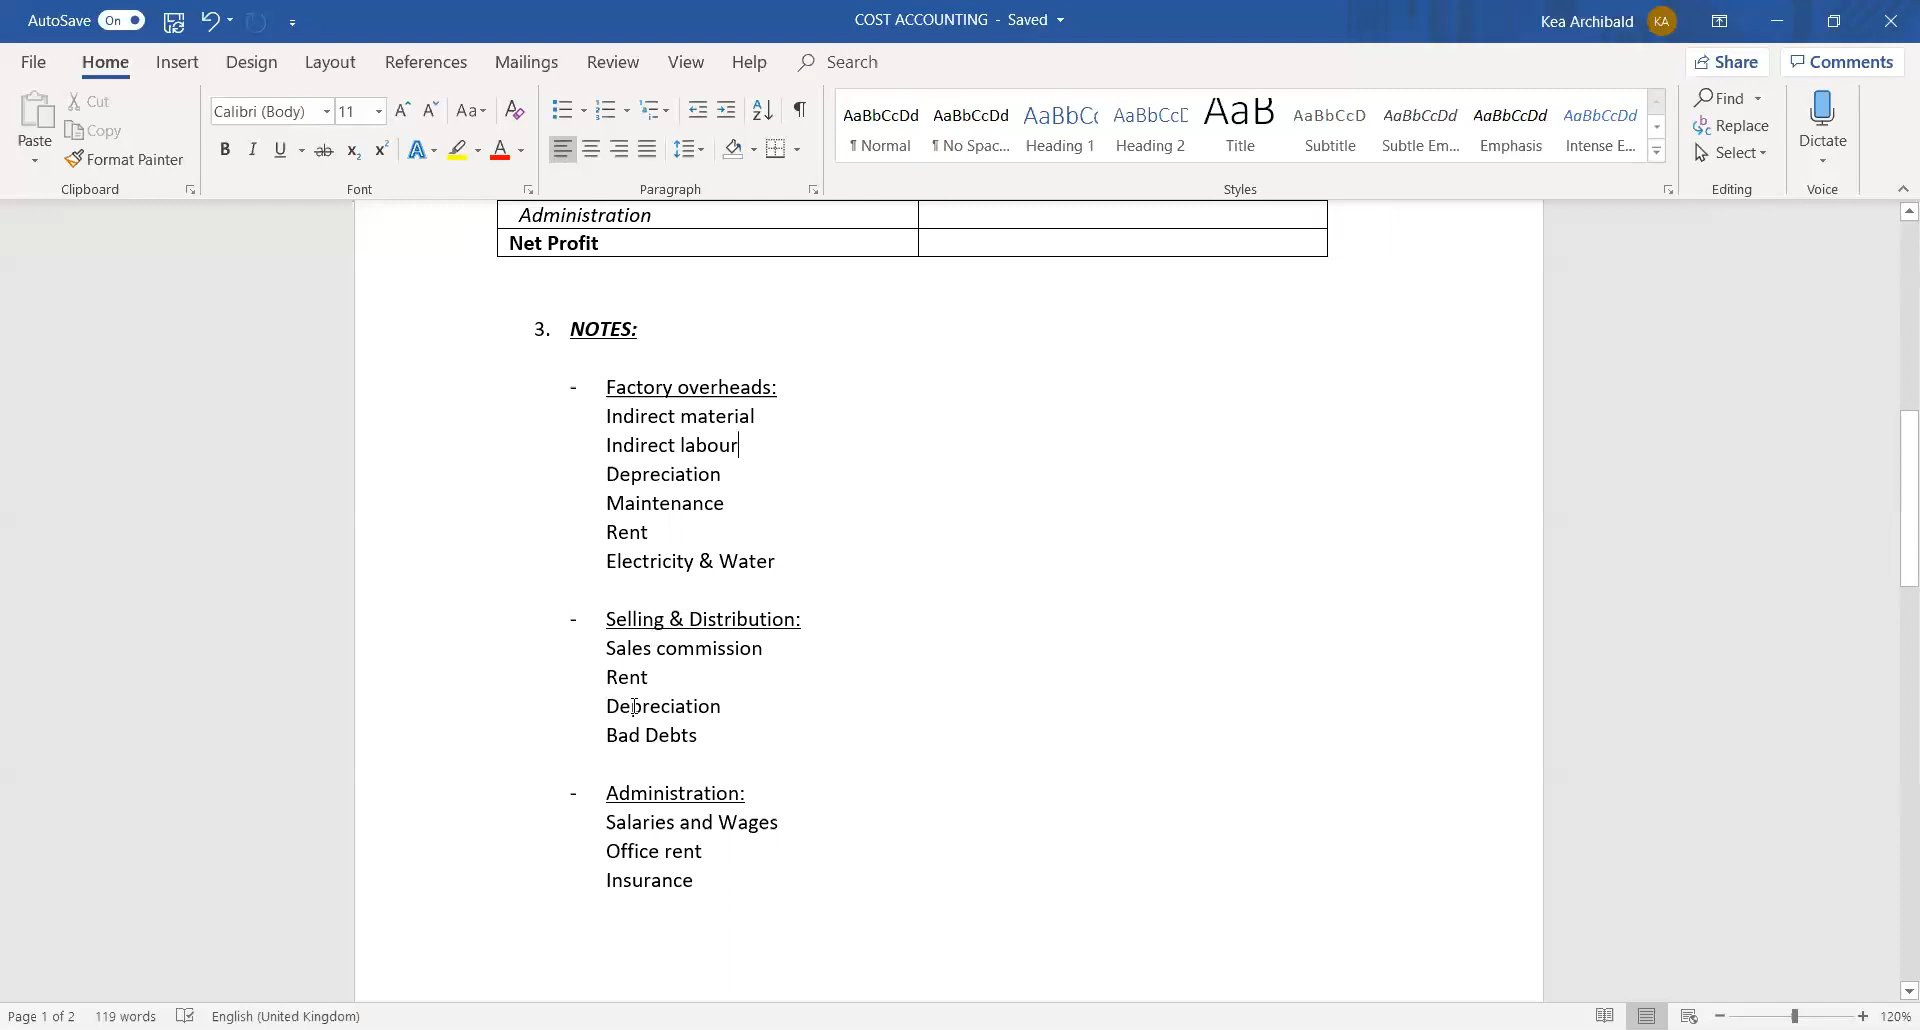 AutoSave On COST ACCOUNTING - Saved Kea Archibald KA
File Home Insert Design Layout References Mailings Review View Help Search Share Comments
Paste Cut Copy Format Painter
Clipboard
Calibri (Body) 11 Aa
B I U ab x2 x2 A A
Font
Paragraph
AaBbCcDd AaBbCcDd AaBbCc AaBbCcD AaB AaBbCcD AaBbCcDd AaBbCcDd AaBbCcDd
¶ Normal ¶ No Spac... Heading 1 Heading 2 Title Subtitle Subtle Em... Emphasis Intense E...
Styles
Find
Replace
Select
Editing
Dictate
Voice
Administration
Net Profit
3. NOTES:
- Factory overheads:
Indirect material
Indirect labour
Depreciation
Maintenance
Rent
Electricity & Water
- Selling & Distribution:
Sales commission
Rent
Depreciation
Bad Debts
- Administration:
Salaries and Wages
Office rent
Insurance
Page 1 of 2 119 words English (United Kingdom) 120%